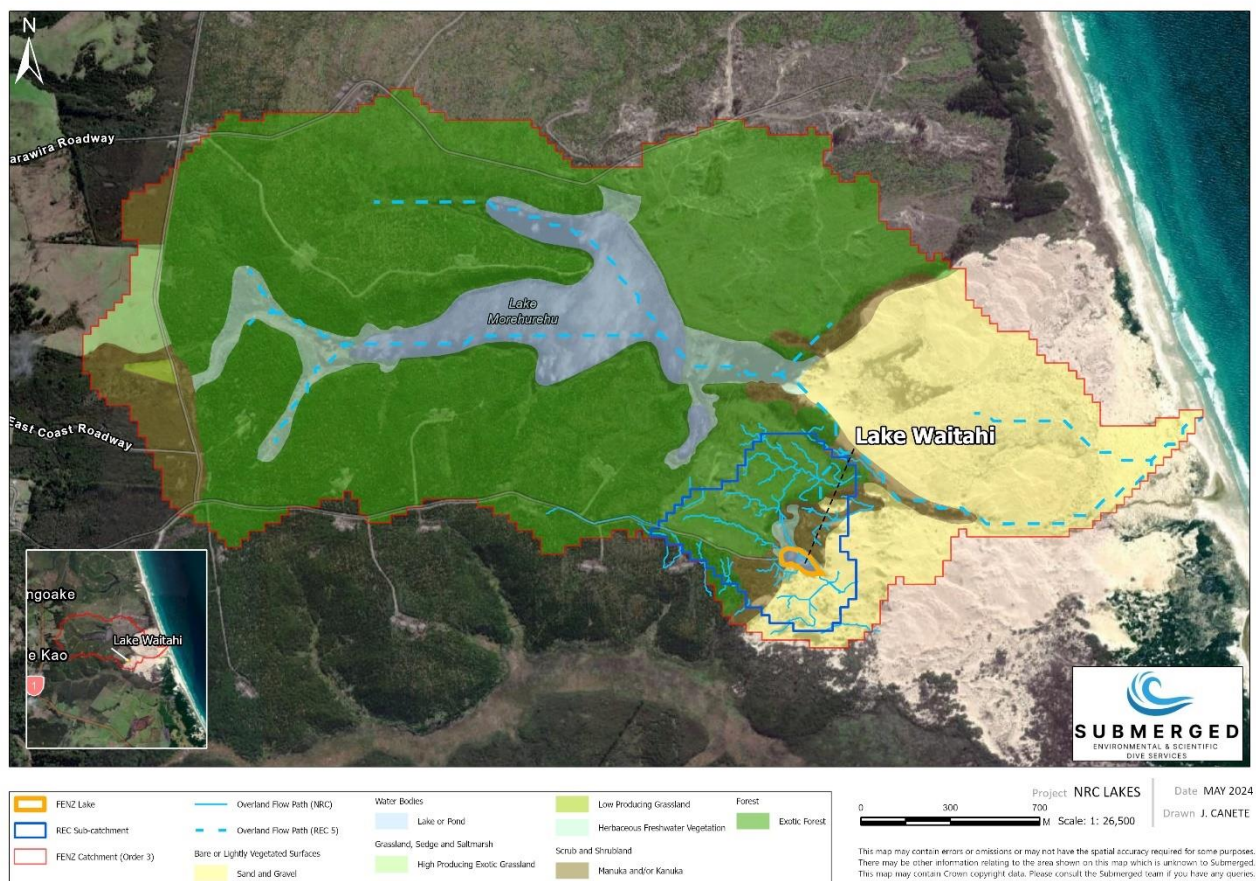 N
arawira Roadway
Lake
Morehurehu
East Coast Roadway
Lake Waitahi
ngoake
Lake Waitahi
e Kao
1
SUBMERGED
ENVIRONMENTAL & SCIENTIFIC
DIVE SERVICES
FENZ Lake
REC Sub-catchment
FENZ Catchment (Order 3)
Overland Flow Path (NRC)
Overland Flow Path (REC 5)
Bare or Lightly Vegetated Surfaces
Sand and Gravel
Water Bodies
Lake or Pond
Grassland, Sedge and Saltmarsh
High Producing Exotic Grassland
Low Producing Grassland
Herbaceous Freshwater Vegetation
Scrub and Shrubland
Manuka and/or Kanuka
Forest
Exotic Forest
0 300 700
M Scale: 1: 26,500
Project NRC LAKES
Date MAY 2024
Drawn J. CANETE
This map may contain errors or omissions or may not have the spatial accuracy required for some purposes.
There may be other information relating to the area shown on this map which is unknown to Submerged.
This map may contain Crown copyright data. Please consult the Submerged team if you have any queries.